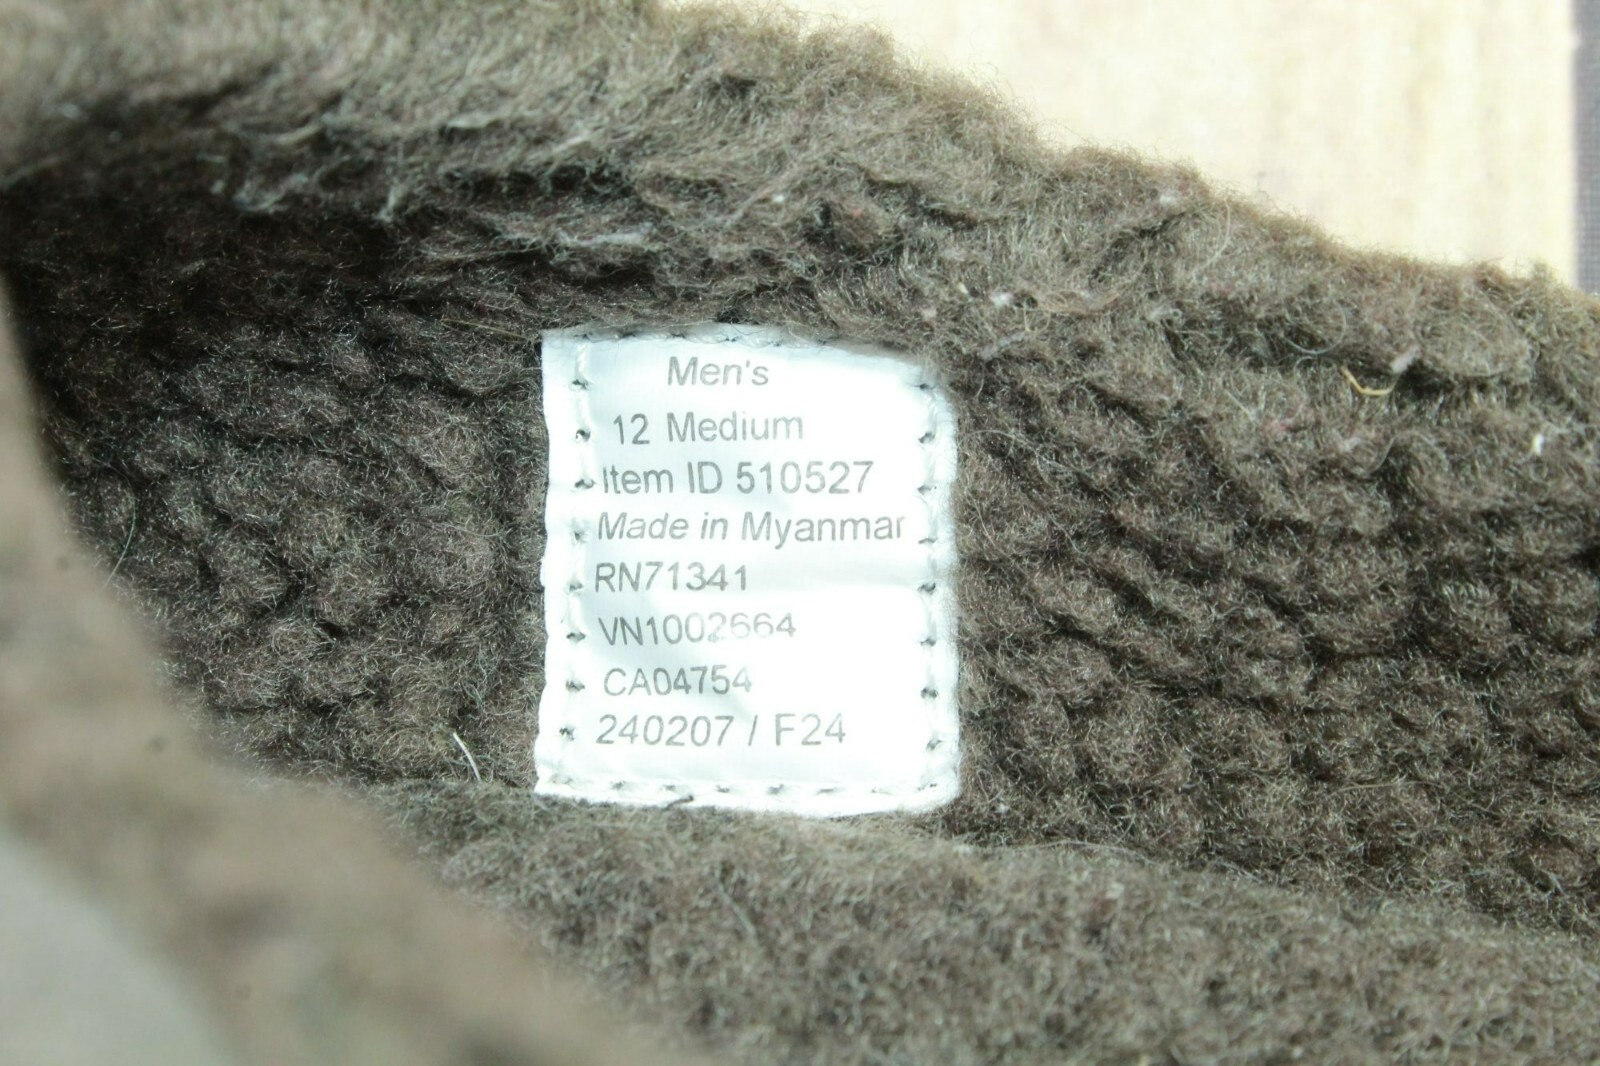 Men's
12 Medium
Item ID 510527
Made in Myanmar
RN71341
VN1002664
CA04754
240207 / F24